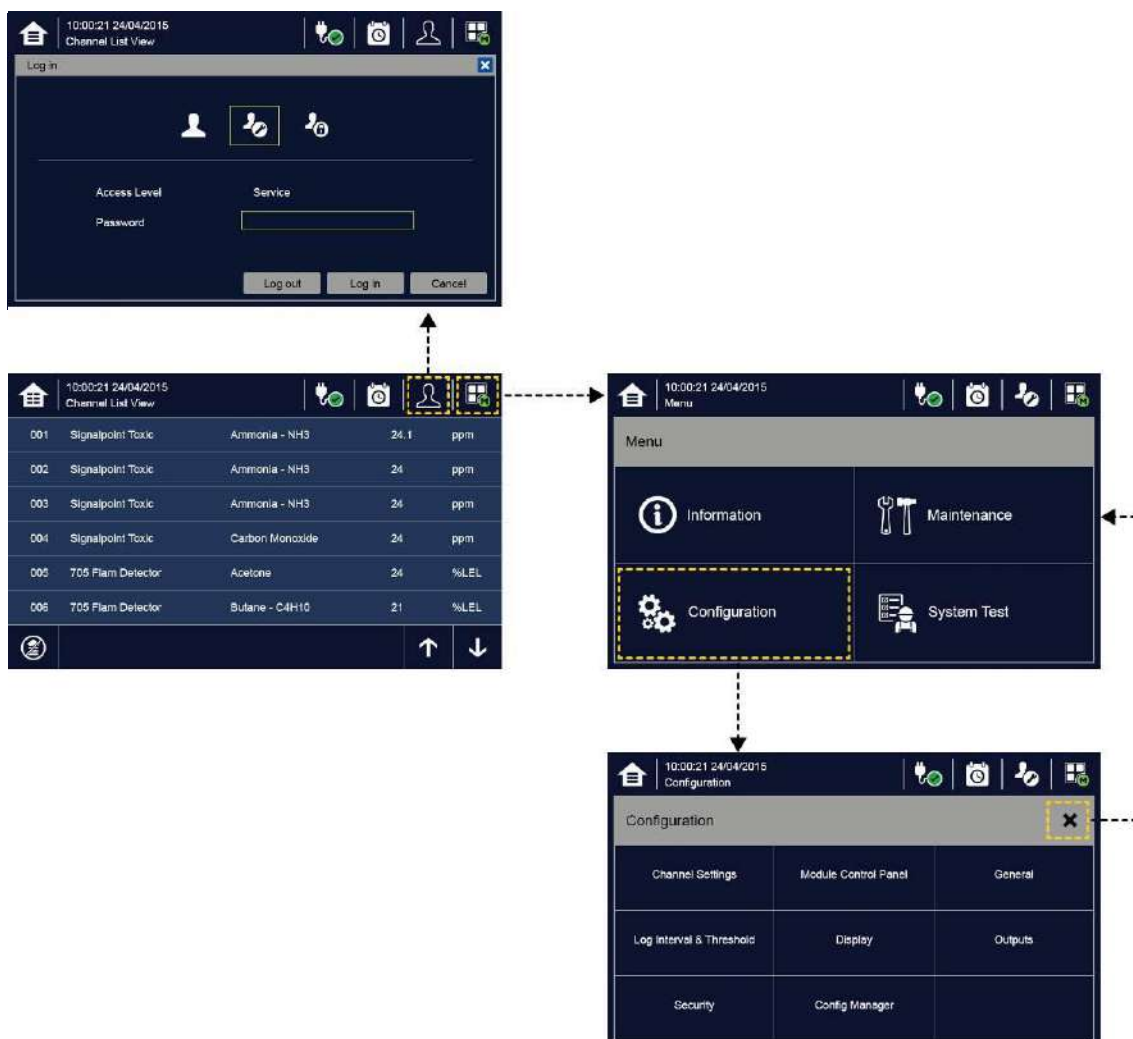 10:00:21 24/04/2015
Channel List View
Log in
Access Level Service
Password
Log out Log in Cancel
10:00:21 24/04/2015
Channel List View
001 Signalpoint Toxic Ammonia - NH3 24.1 ppm
002 Signalpoint Toxic Ammonia - NH3 24 ppm
003 Signalpoint Toxic Ammonia - NH3 24 ppm
004 Signalpoint Toxic Carbon Monoxide 24 ppm
005 705 Flam Detector Acetone 24 %LEL
006 705 Flam Detector Butane - C4H10 21 %LEL
10:00:21 24/04/2015
Menu
Menu
Information Maintenance
Configuration System Test
10:00:21 24/04/2015
Configuration
Configuration
Channel Settings Module Control Panel General
Log Interval & Threshold Display Outputs
Security Config Manager